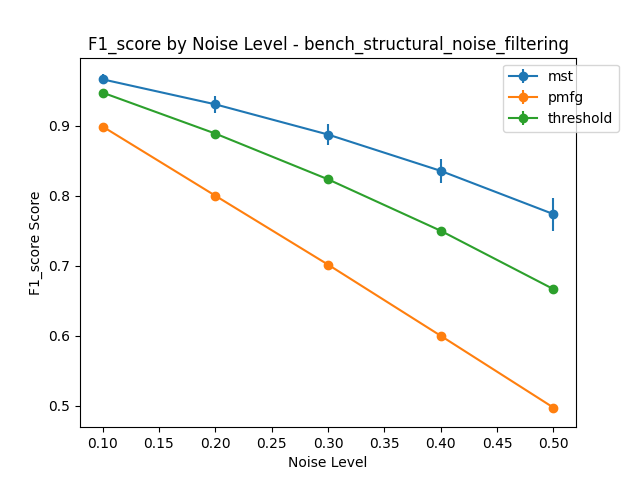 F1_score by Noise Level - bench_structural_noise_filtering
mst
pmfg
threshold
F1_score Score
0.9
0.8
0.7
0.6
0.5
0.10
0.15
0.20
0.25
0.30
0.35
0.40
0.45
0.50
Noise Level